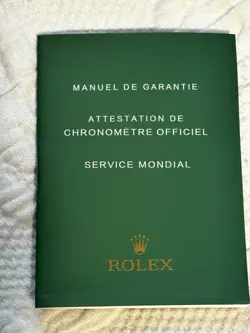 MANUEL DE GARANTIE
ATTESTATION DE
CHRONOMÈTRE OFFICIEL
SERVICE MONDIAL
ROLEX